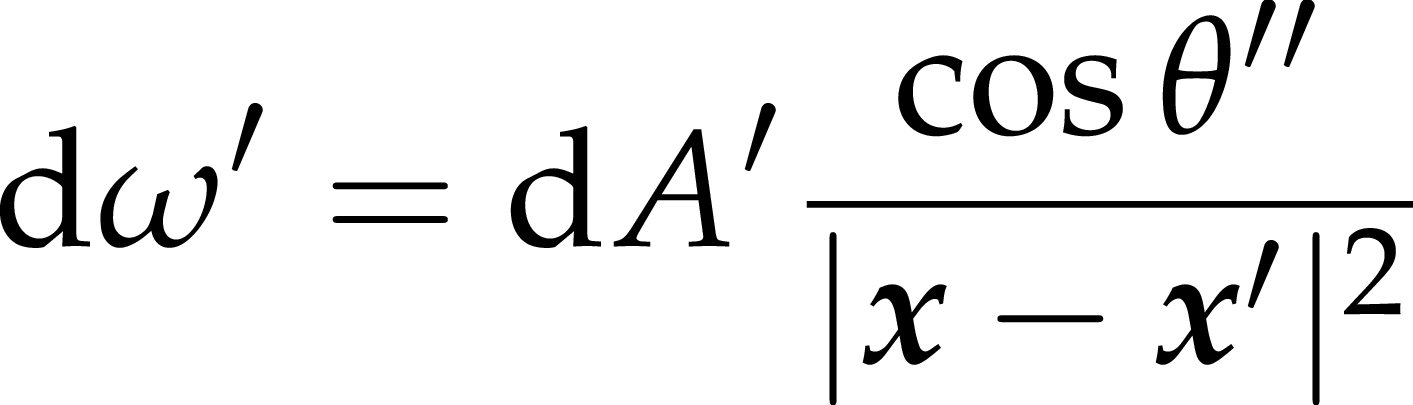 dω′ = dA′ cos θ″ / |x − x′|²